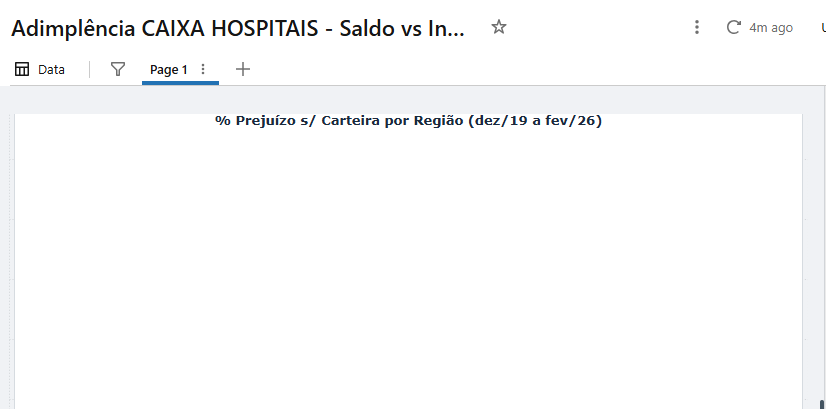 Adimplência CAIXA HOSPITAIS - Saldo vs In...
4m ago
Data
Page 1
% Prejuízo s/ Carteira por Região (dez/19 a fev/26)